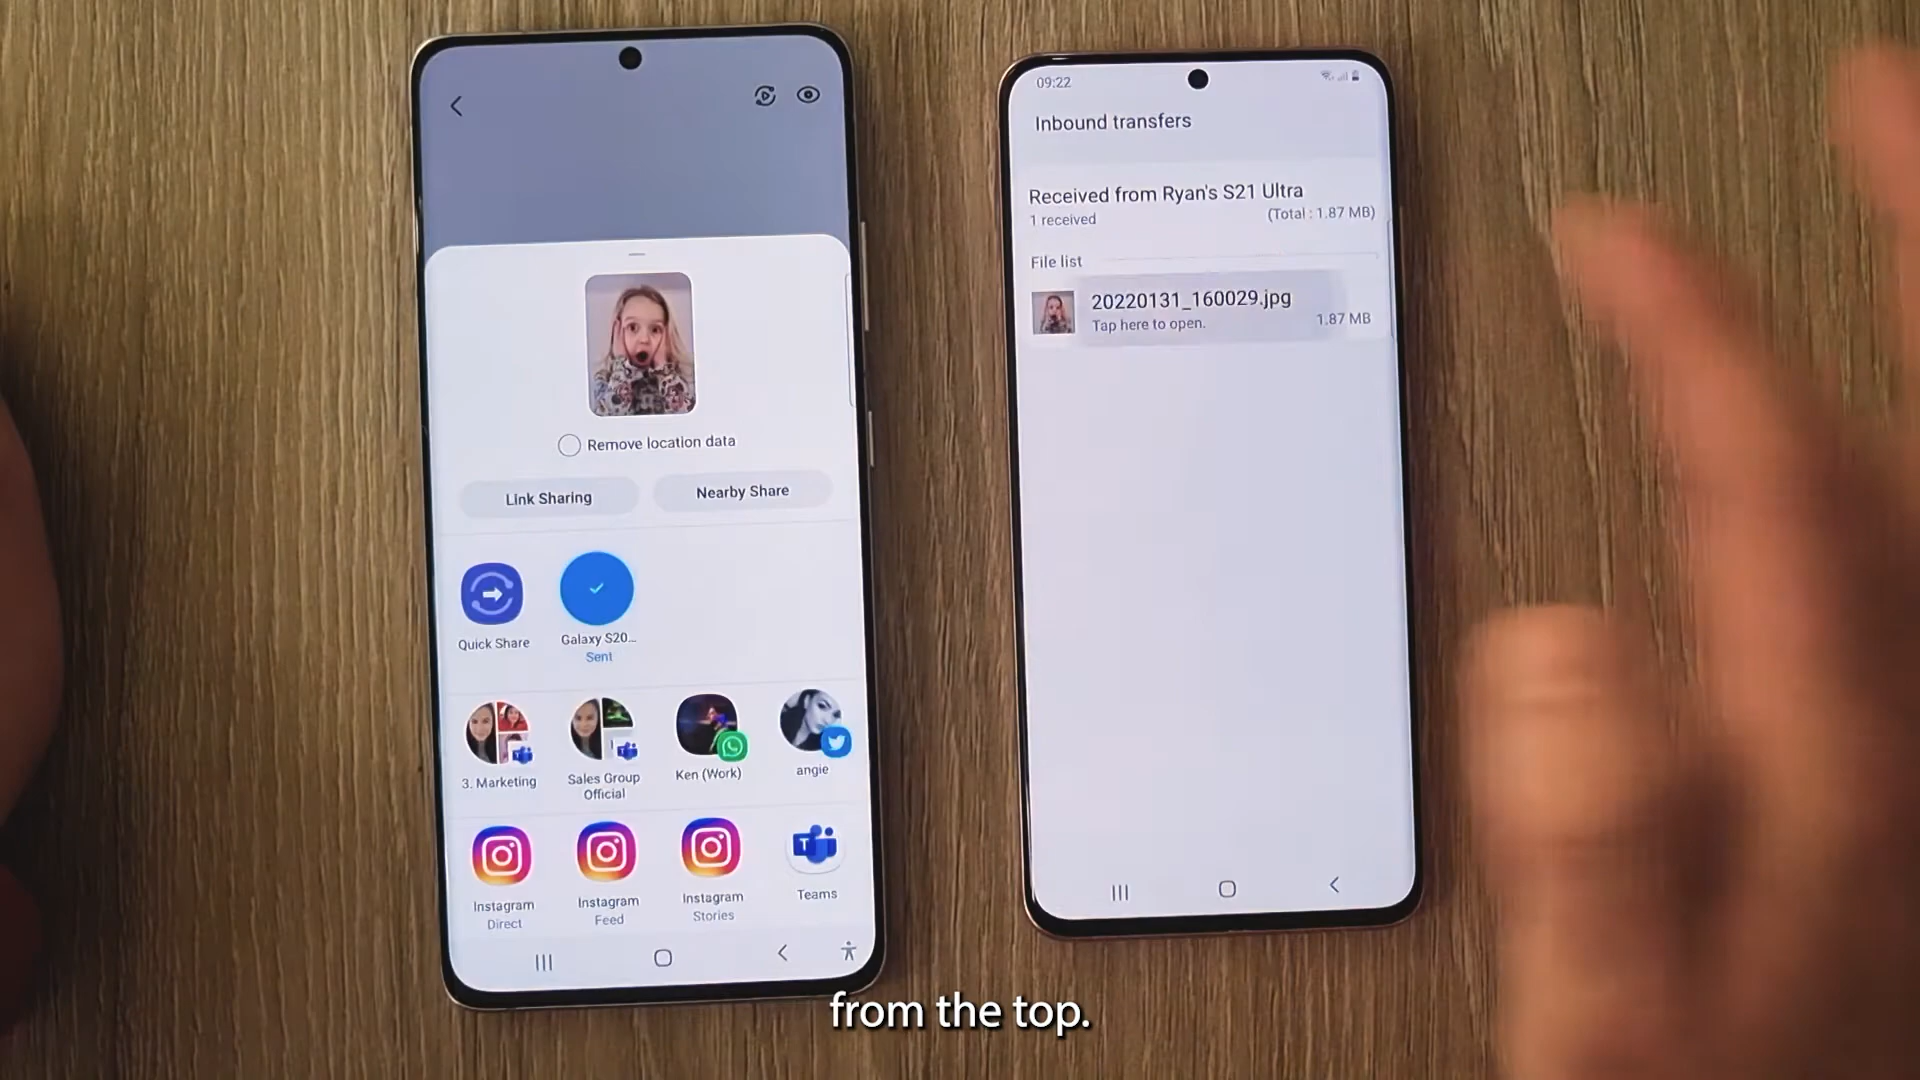 Remove location data
Link Sharing
Nearby Share
Quick Share
Galaxy S20...
Sent
3. Marketing
Sales Group
Official
Ken (Work)
angie
Instagram
Direct
Instagram
Feed
Instagram
Stories
T
Teams
09:22
Inbound transfers
Received from Ryan's S21 Ultra
1 received
(Total : 1.87 MB)
File list
20220131_160029.jpg
Tap here to open.
1.87 MB
from the top.